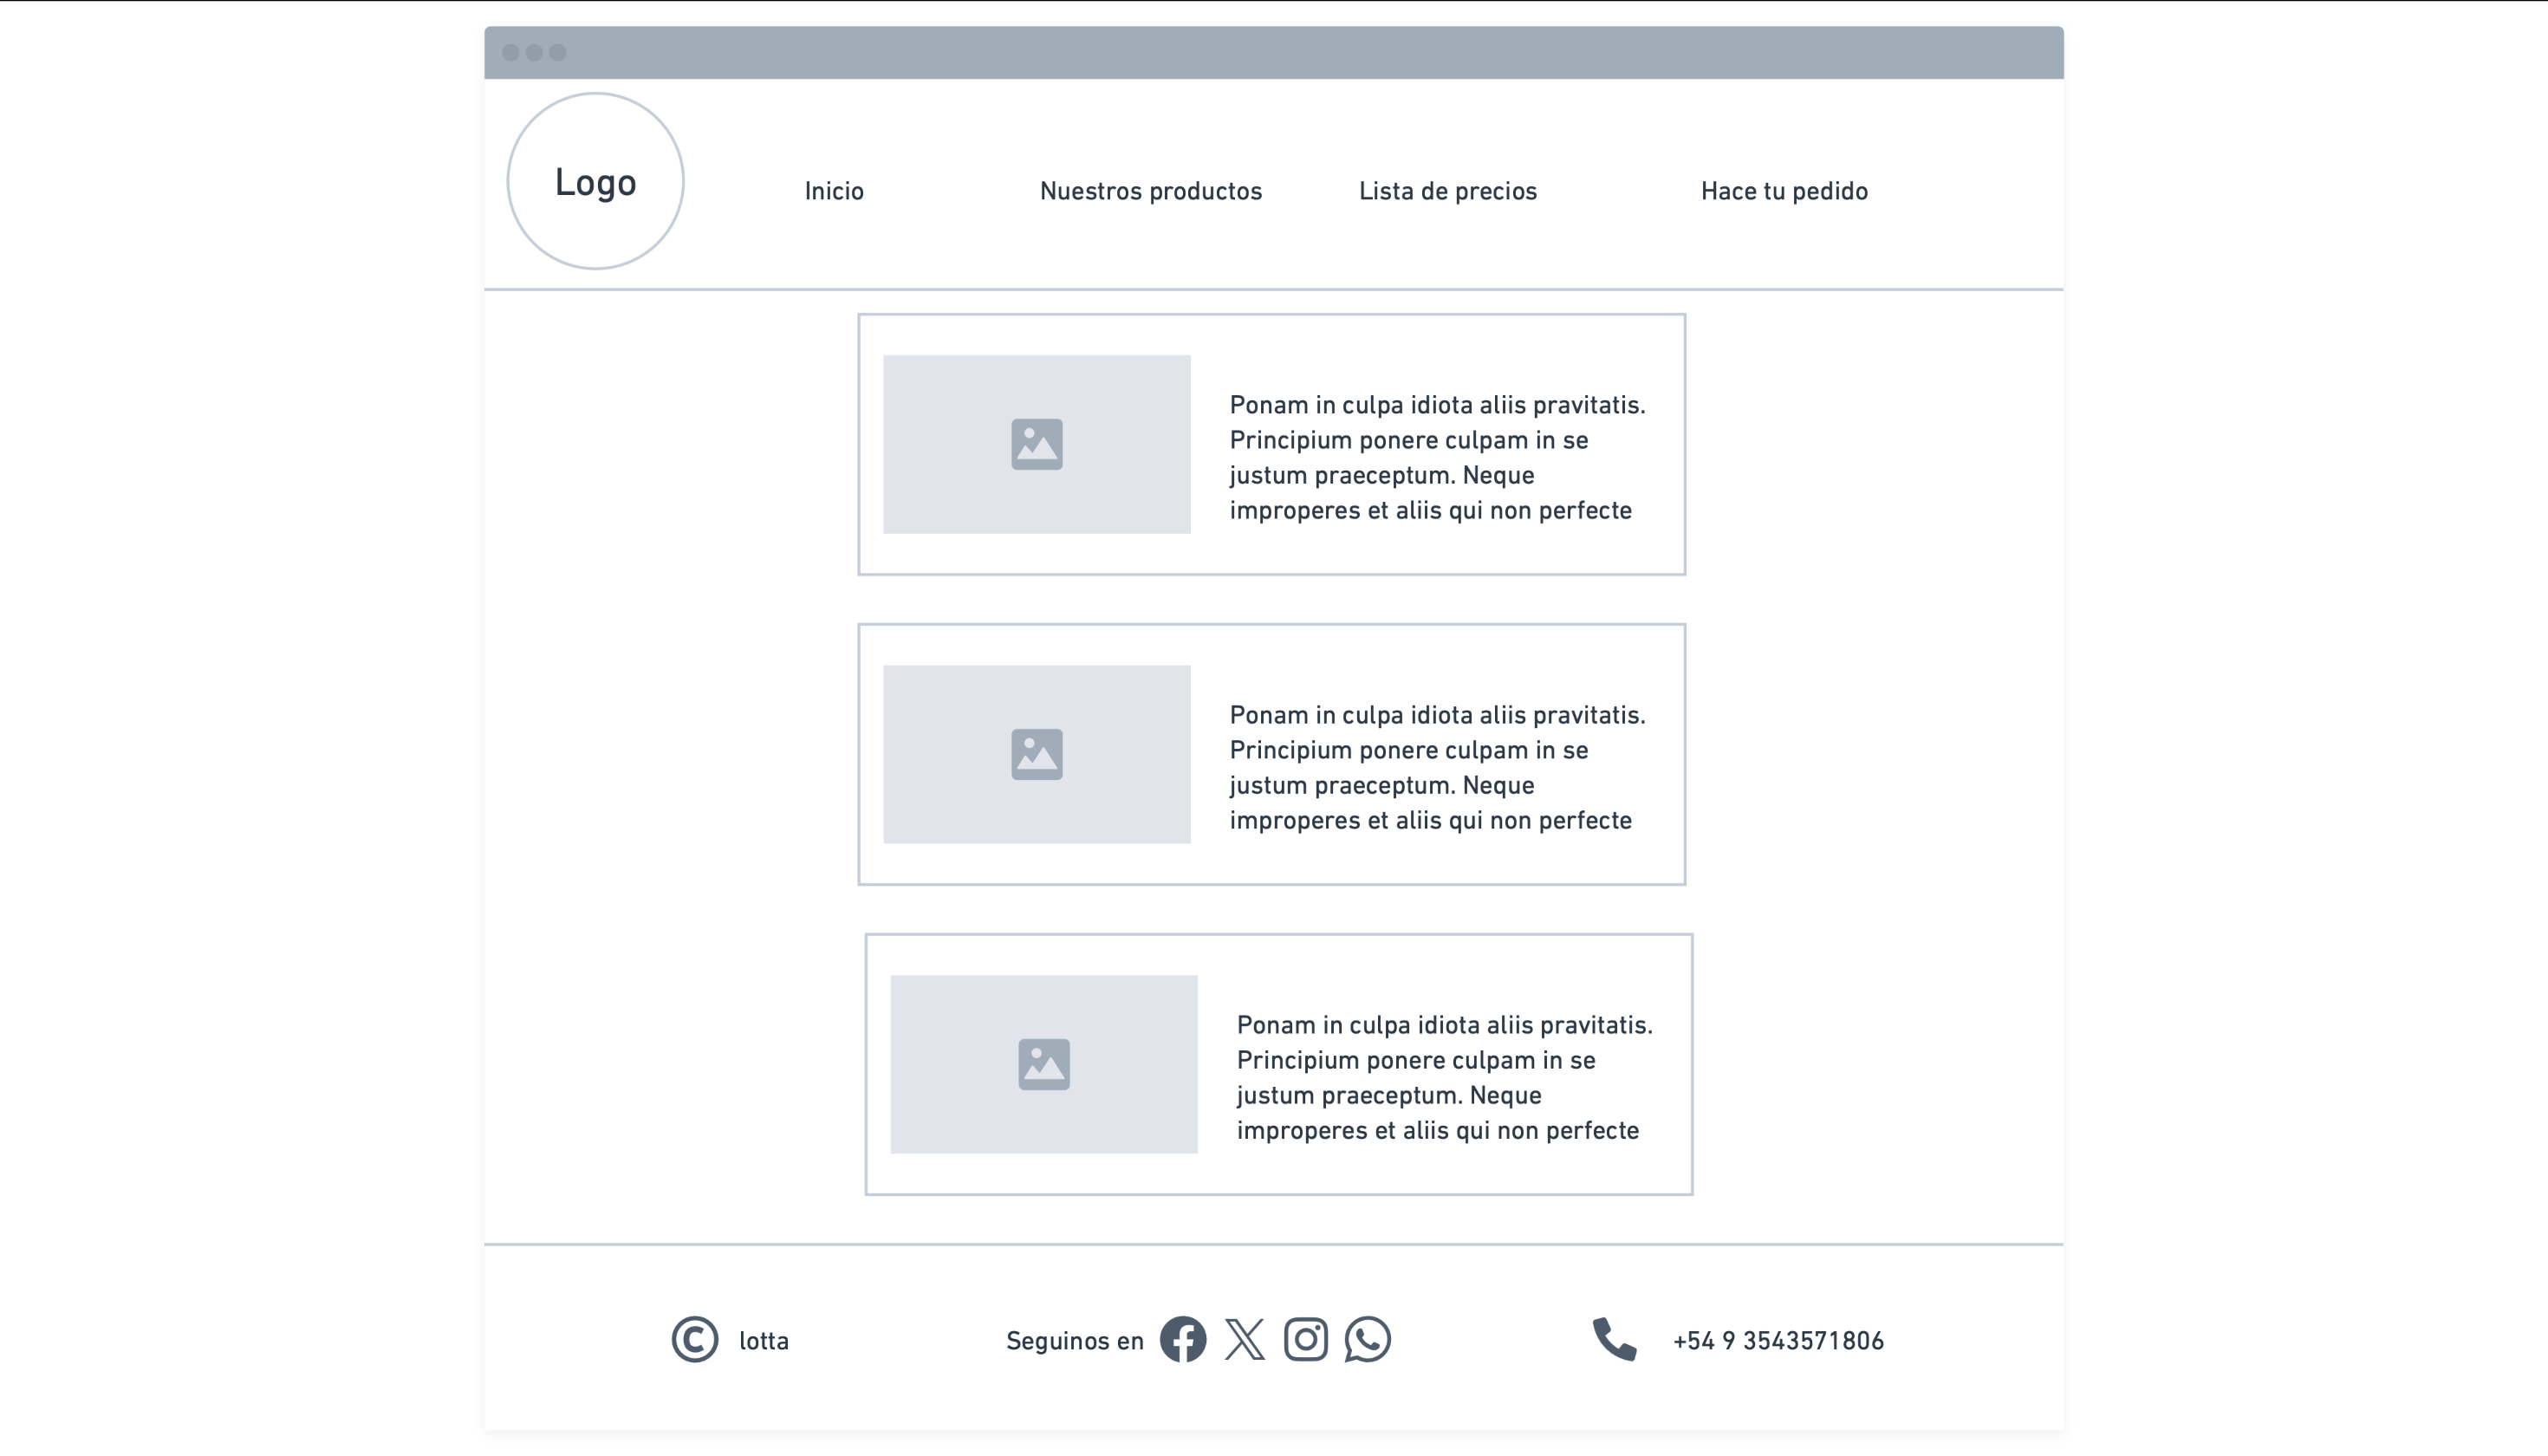 Logo
Inicio
Nuestros productos
Lista de precios
Hace tu pedido
Ponam in culpa idiota aliis pravitatis.
Principium ponere culpam in se
justum praeceptum. Neque
improperes et aliis qui non perfecte
Ponam in culpa idiota aliis pravitatis.
Principium ponere culpam in se
justum praeceptum. Neque
improperes et aliis qui non perfecte
Ponam in culpa idiota aliis pravitatis.
Principium ponere culpam in se
justum praeceptum. Neque
improperes et aliis qui non perfecte
© lotta
Seguinos en
+54 9 3543571806